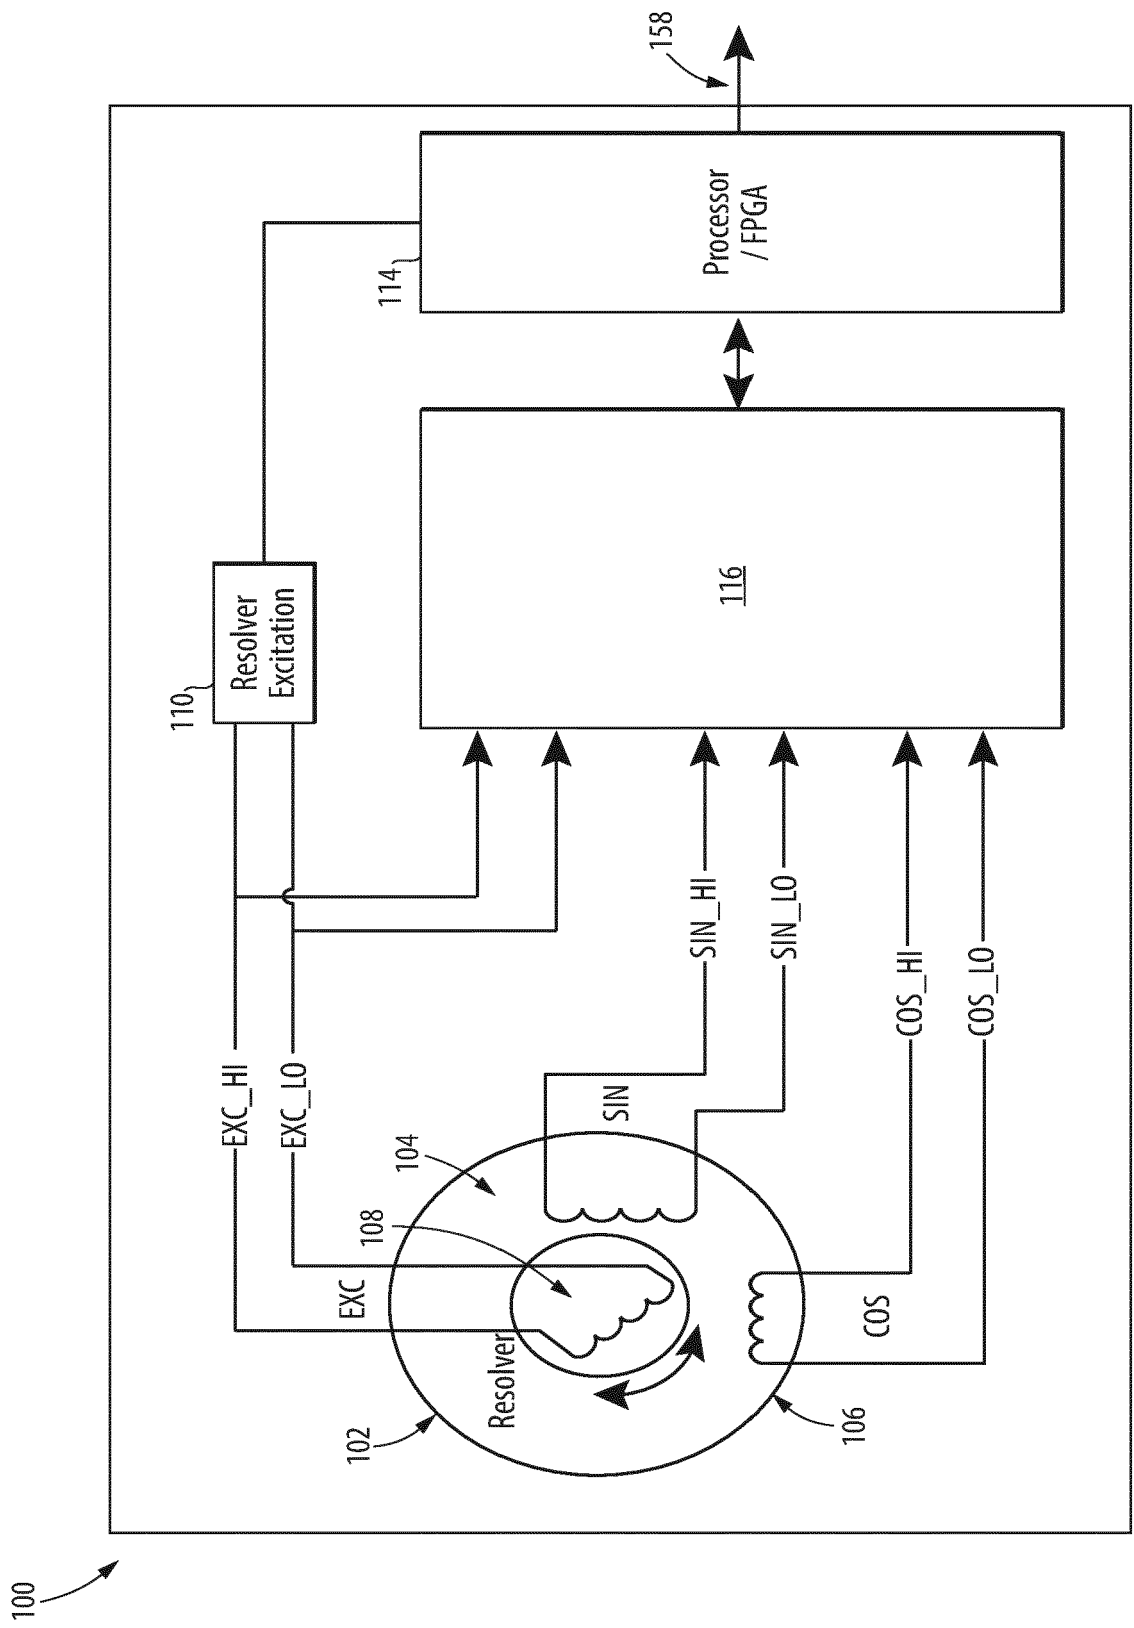 100
EXC_HI
EXC_LO
110
Resolver
Excitation
114
Processor
/ FPGA
158
116
102
Resolver
EXC
108
104
SIN
SIN_HI
SIN_LO
COS_HI
COS_LO
COS
106